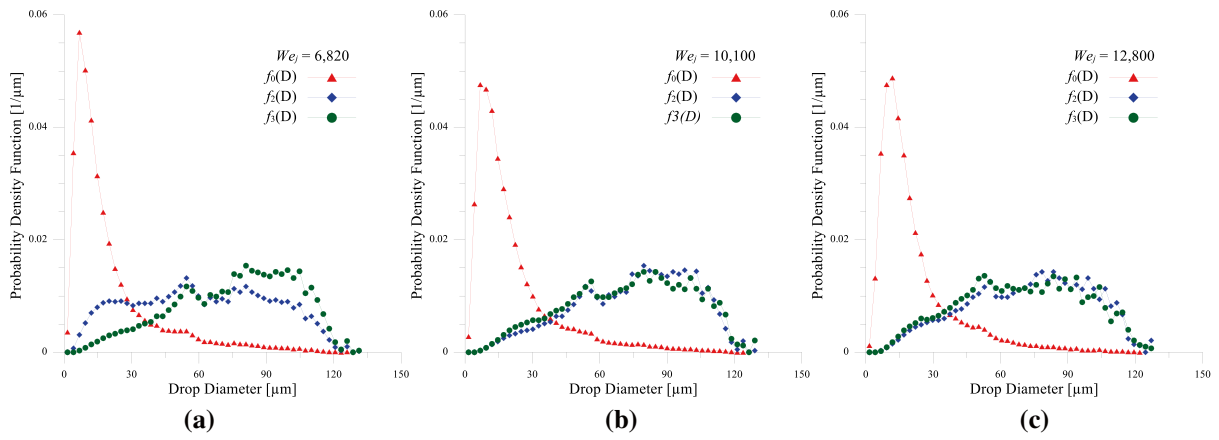 0.06
0.04
0.02
0
Probability Density Function [1/µm]
We_j = 6,820
f_0(D)
f_2(D)
f_3(D)
0 30 60 90 120 150
Drop Diameter [µm]
(a)
0.06
0.04
0.02
0
Probability Density Function [1/µm]
We_j = 10,100
f_0(D)
f_2(D)
f3(D)
0 30 60 90 120 150
Drop Diameter [µm]
(b)
0.06
0.04
0.02
0
Probability Density Function [1/µm]
We_j = 12,800
f_0(D)
f_2(D)
f_3(D)
0 30 60 90 120 150
Drop Diameter [µm]
(c)